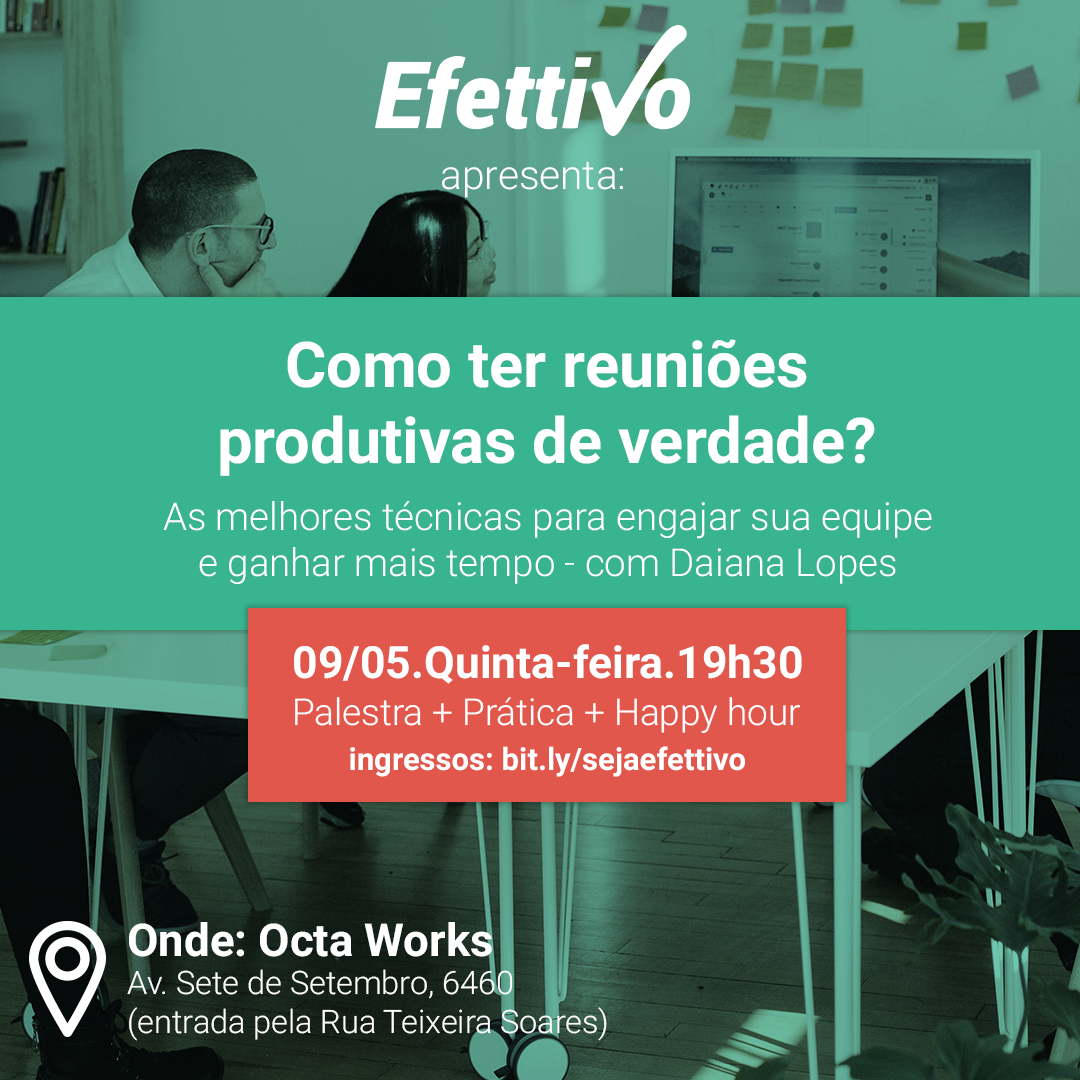 Efettivo
apresenta:
Como ter reuniões
produtivas de verdade?
As melhores técnicas para engajar sua equipe
e ganhar mais tempo - com Daiana Lopes
09/05.Quinta-feira.19h30
Palestra + Prática + Happy hour
ingressos: bit.ly/sejaefettivo
Onde: Octa Works
Av. Sete de Setembro, 6460
(entrada pela Rua Teixeira Soares)